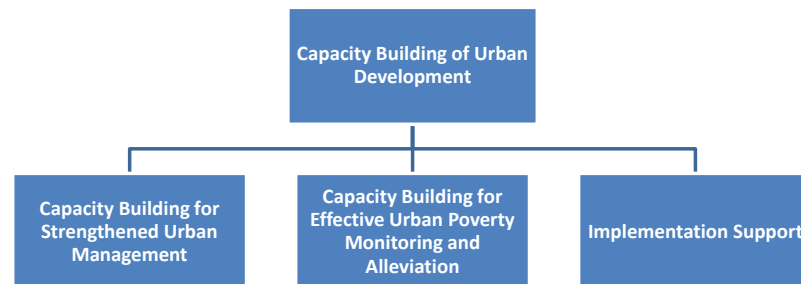 Capacity Building of Urban
Development
Capacity Building for
Strengthened Urban
Management
Capacity Building for
Effective Urban Poverty
Monitoring and
Alleviation
Implementation Support